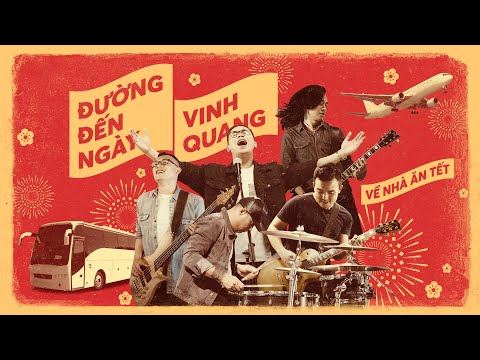 ĐƯỜNG
ĐẾN
NGÀY
VINH
QUANG
VỀ NHÀ ĂN TẾT